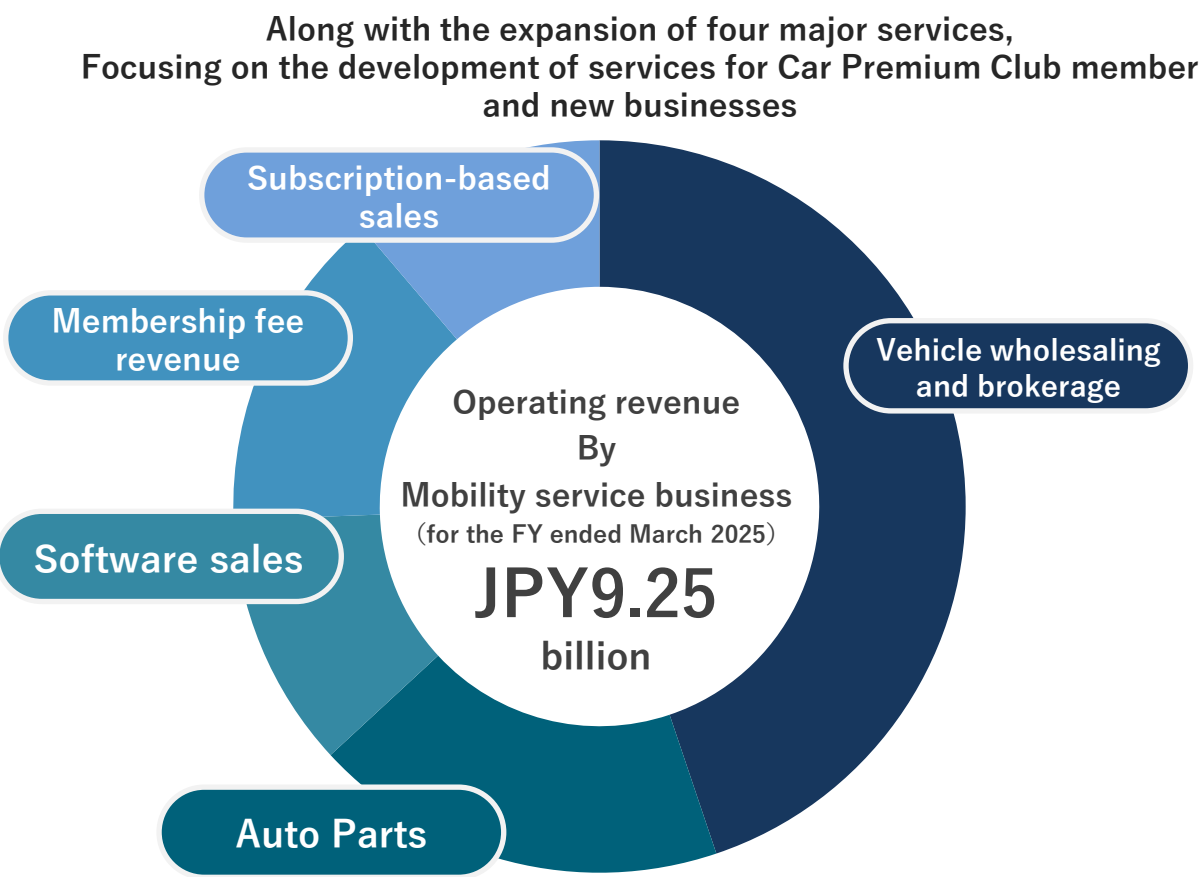 Along with the expansion of four major services,
Focusing on the development of services for Car Premium Club member
and new businesses
Subscription-based
sales
Membership fee
revenue
Vehicle wholesaling
and brokerage
Operating revenue
By
Mobility service business
（for the FY ended March 2025）
JPY9.25
billion
Software sales
Auto Parts